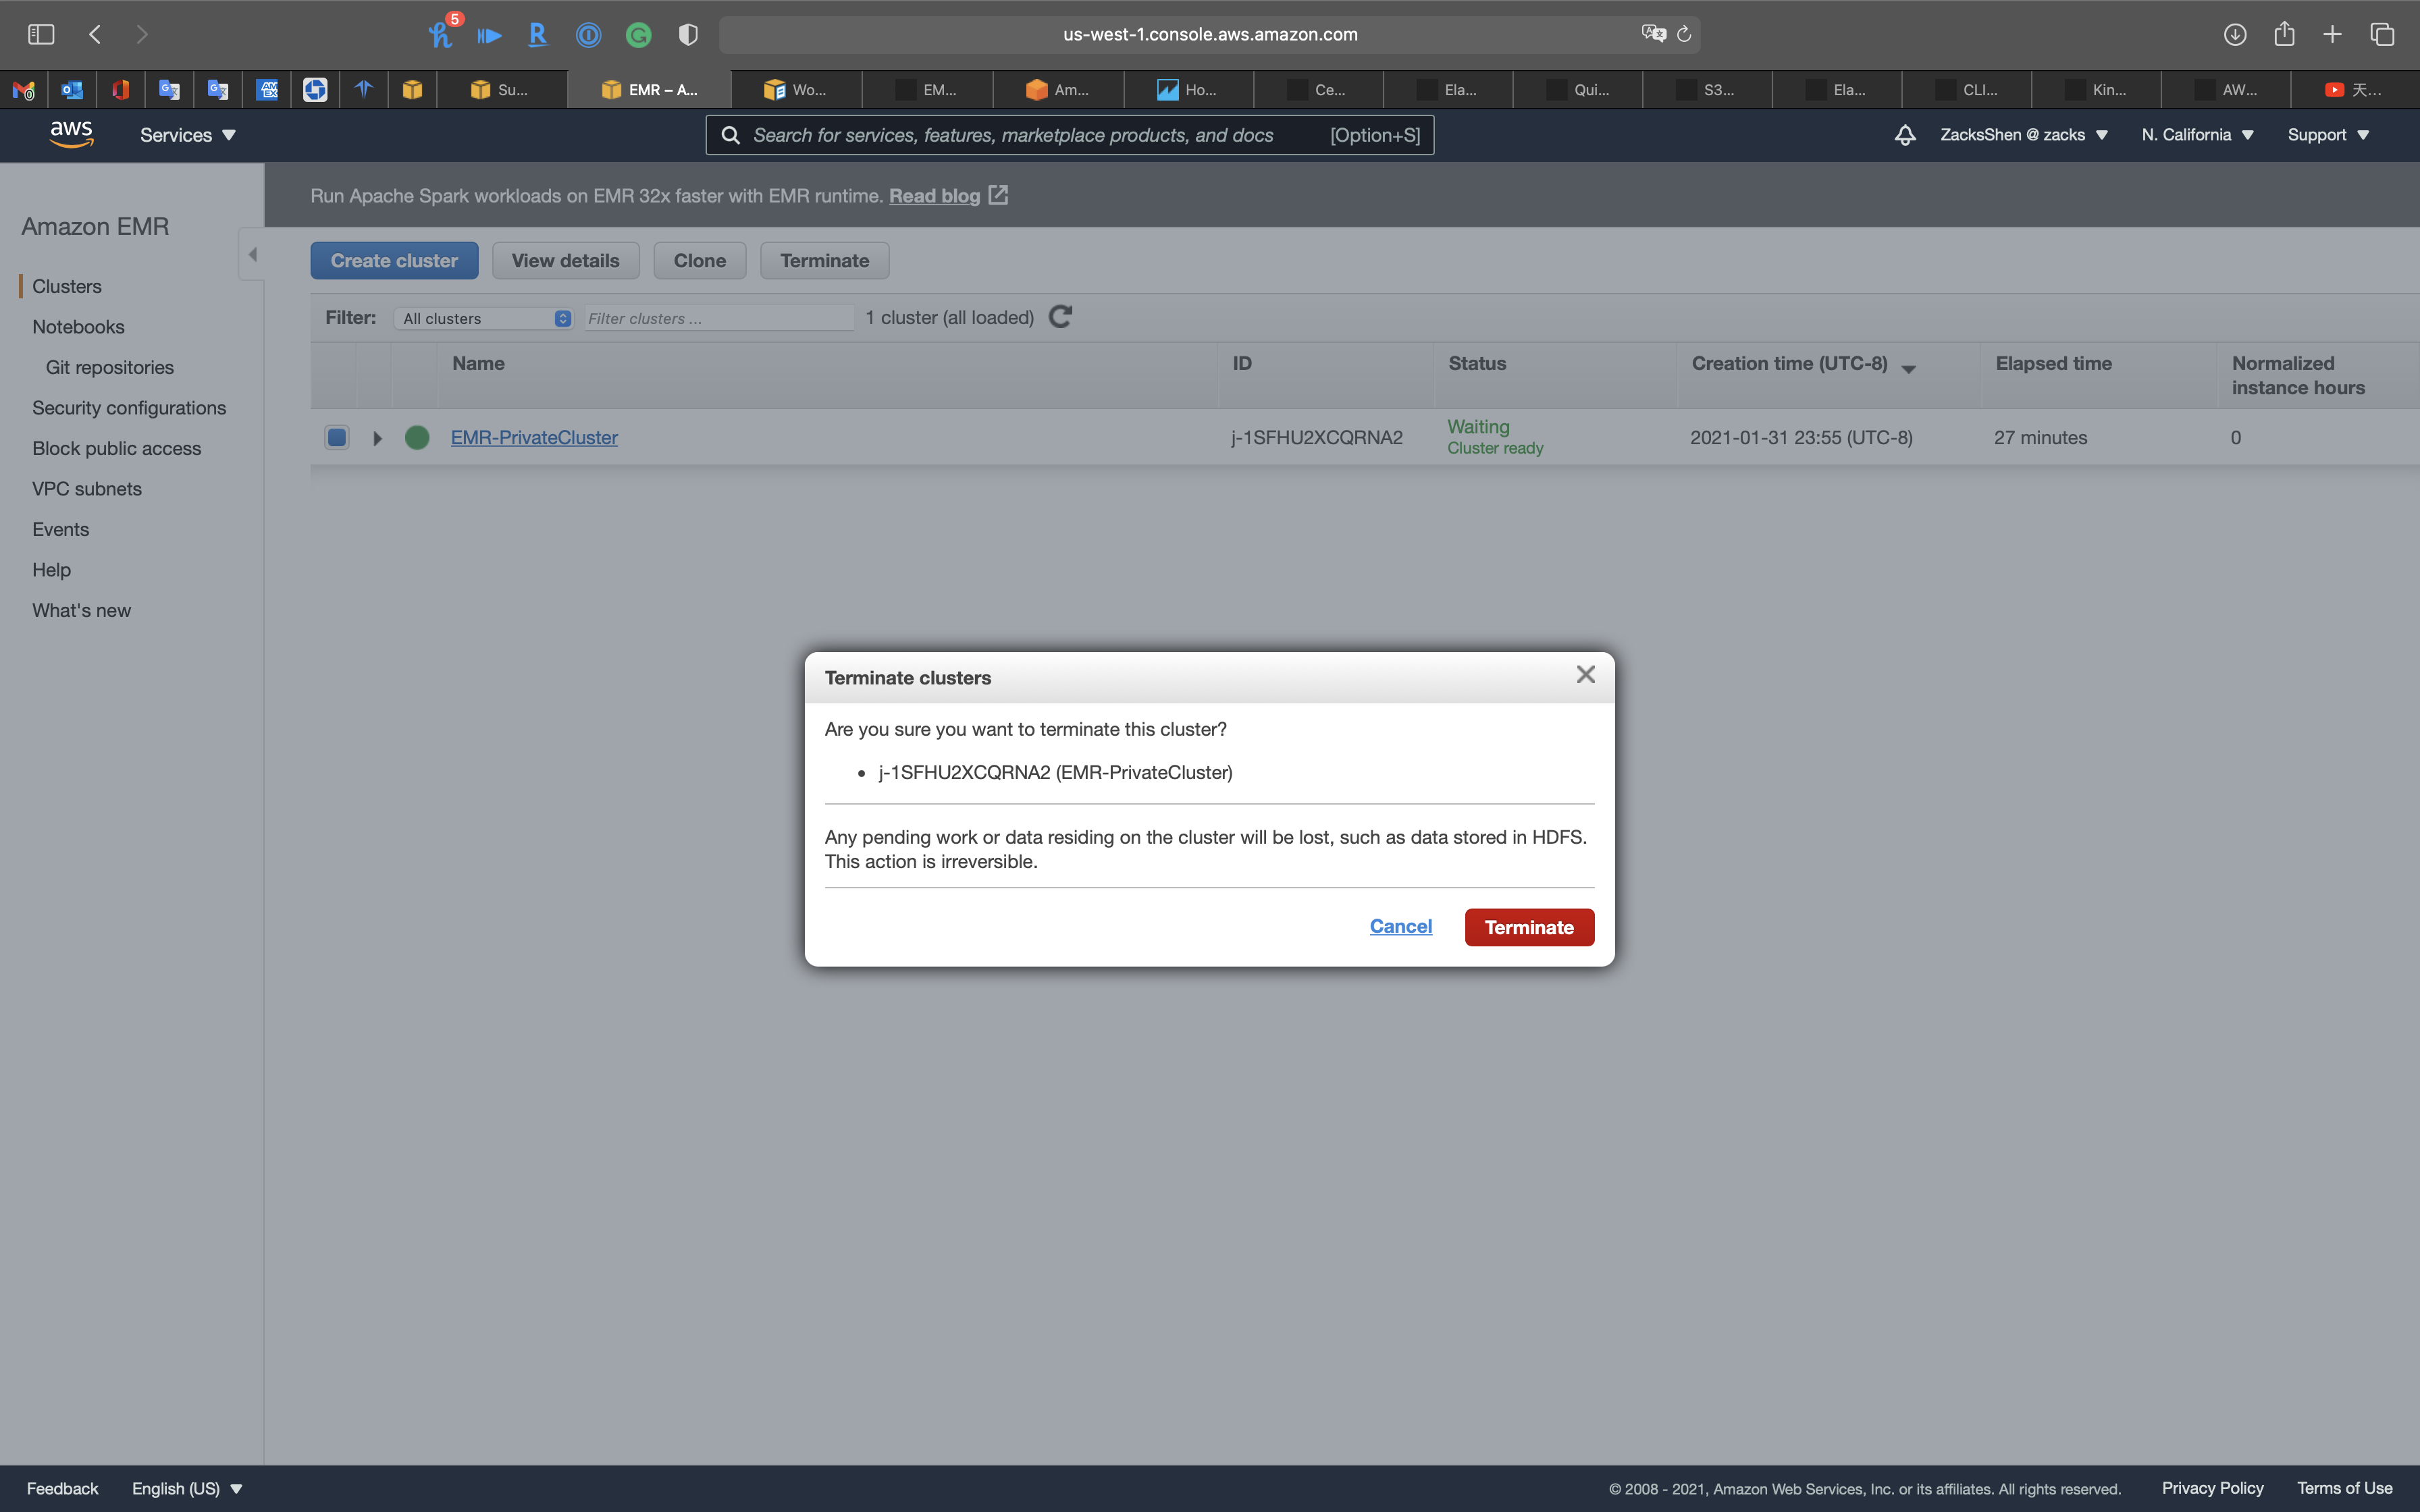 5
us-west-1.console.aws.amazon.com
Su...
EMR – A...
Wo...
EM...
Am...
Ho...
Ce...
Ela...
Qui...
S3...
Ela...
CLI...
Kin...
AW...
天...
aws
Services
Search for services, features, marketplace products, and docs [Option+S]
ZacksShen @ zacks
N. California
Support
Run Apache Spark workloads on EMR 32x faster with EMR runtime. Read blog
Amazon EMR
Clusters
Notebooks
Git repositories
Security configurations
Block public access
VPC subnets
Events
Help
What's new
Create cluster
View details
Clone
Terminate
Filter: All clusters Filter clusters ... 1 cluster (all loaded)
Name ID Status Creation time (UTC-8) Elapsed time Normalized
instance hours
EMR-PrivateCluster j-1SFHU2XCQRNA2 Waiting 2021-01-31 23:55 (UTC-8) 27 minutes 0
Cluster ready
Terminate clusters
Are you sure you want to terminate this cluster?
• j-1SFHU2XCQRNA2 (EMR-PrivateCluster)
Any pending work or data residing on the cluster will be lost, such as data stored in HDFS.
This action is irreversible.
Cancel
Terminate
Feedback
English (US)
© 2008 - 2021, Amazon Web Services, Inc. or its affiliates. All rights reserved.
Privacy Policy
Terms of Use